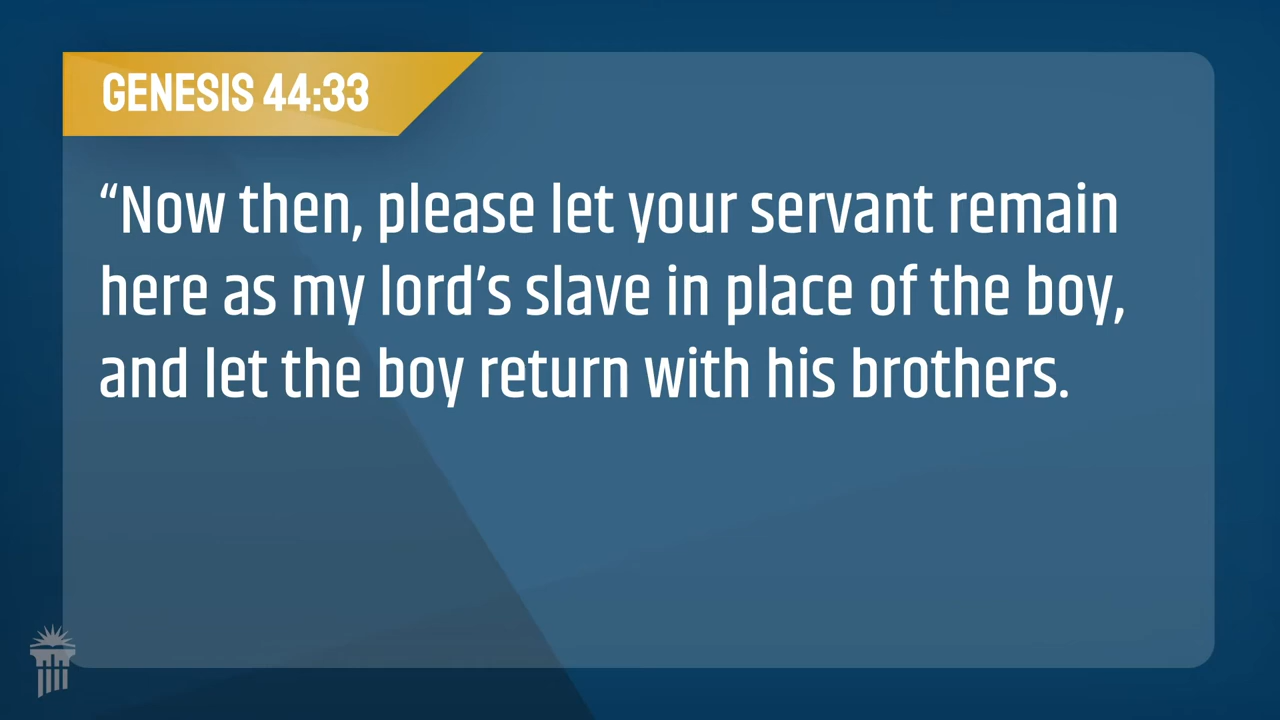 GENESIS 44:33
“Now then, please let your servant remain
here as my lord’s slave in place of the boy,
and let the boy return with his brothers.